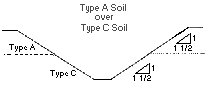 Type A Soil
over
Type C Soil
1
1 1/2
Type A
1
1 1/2
Type C